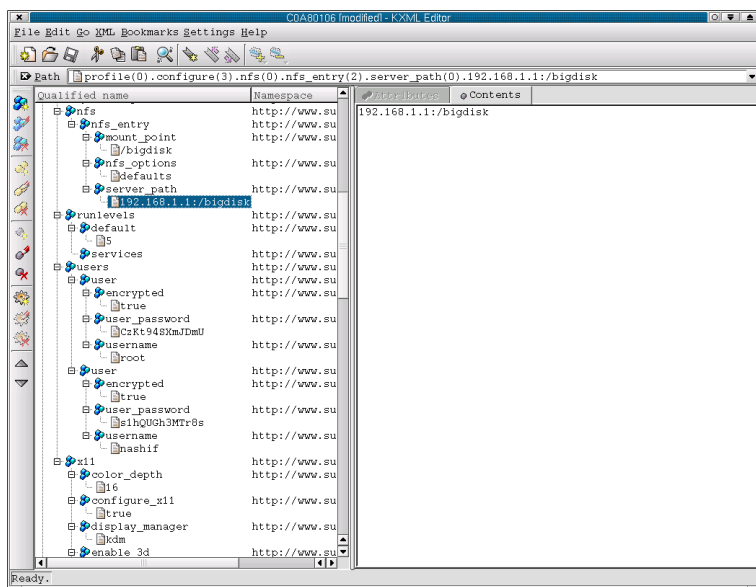 C0A80106 [modified] - KXML Editor
File Edit Go XML Bookmarks Settings Help
Path profile(0).configure(3).nfs(0).nfs_entry(2).server_path(0).192.168.1.1:/bigdisk
Qualified name Namespace
Attributes Contents
192.168.1.1:/bigdisk
nfs http://www.su
nfs_entry http://www.su
mount_point http://www.su
/bigdisk
nfs_options http://www.su
defaults
server_path http://www.su
192.168.1.1:/bigdisk
runlevels http://www.su
default http://www.su
5
services http://www.su
users http://www.su
user http://www.su
encrypted http://www.su
true
user_password http://www.su
CzKt94SXmJDmU
username http://www.su
root
user http://www.su
encrypted http://www.su
true
user_password http://www.su
s1hQUGh3MTr8s
username http://www.su
nashif
x11 http://www.su
color_depth http://www.su
16
configure_x11 http://www.su
true
display_manager http://www.su
kdm
enable_3d http://www.su
Ready.